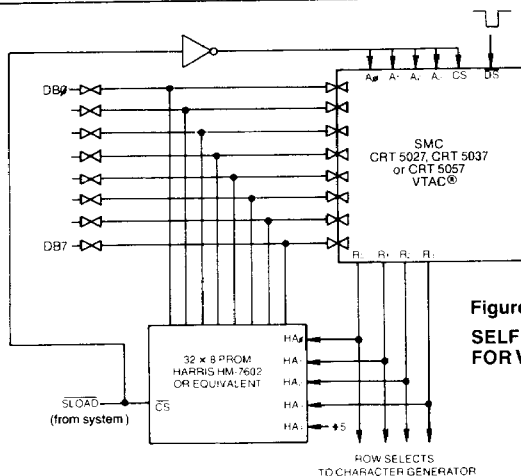 A0 A1 A2 A3 CS DS
DB0
SMC
CRT 5027, CRT 5037
or CRT 5057
VTAC®
DB7
R0 R1 R2 R3
Figure
SELF
FOR
32 × 8 PROM
HARRIS HM-7602
OR EQUIVALENT
HA0
HA1
HA2
HA3
HA4
+5
SLOAD
(from system)
CS
ROW SELECTS
TO CHARACTER GENERATOR